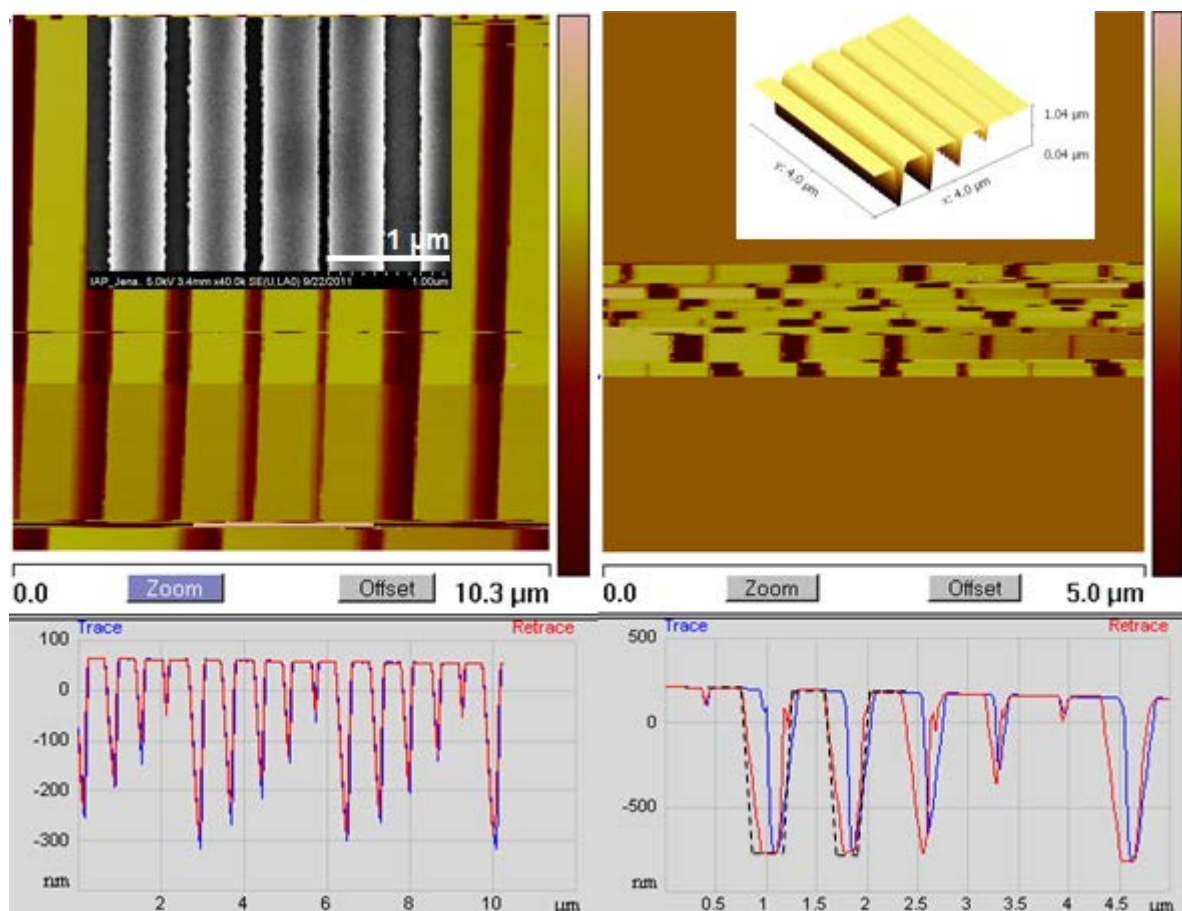 1 µm
IAP_Jena. 5.0kV 3.4mm x40.0k SE(U,LA0) 9/22/2011 1.00um
0.0 Zoom Offset 10.3 µm
Trace Retrace
100
0
-100
-200
-300
nm
2 4 6 8 10 µm
1.04 µm
0.04 µm
y: 4.0 µm
x: 4.0 µm
0.0 Zoom Offset 5.0 µm
Trace Retrace
500
0
-500
nm
0.5 1 1.5 2 2.5 3 3.5 4 4.5 µm